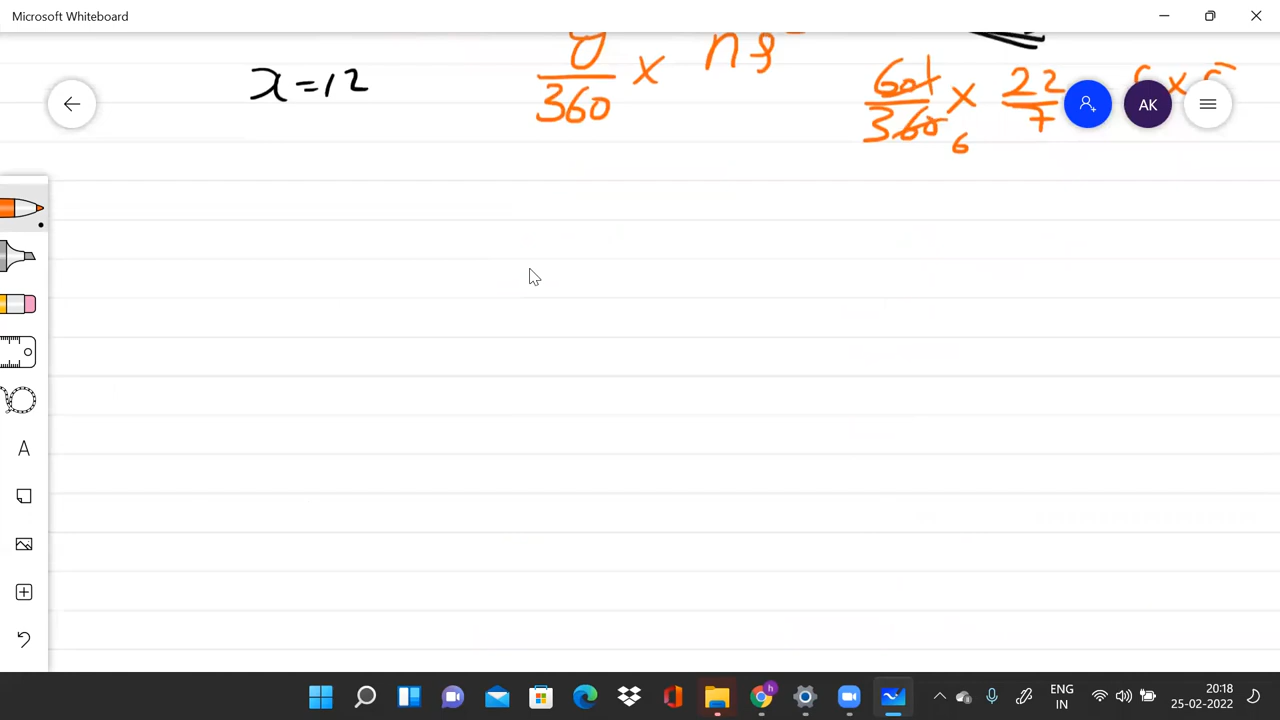 Microsoft Whiteboard
x=12
360 ×
60 × 22
360 7
6
AK
A
ENG
IN
20:18
25-02-2022